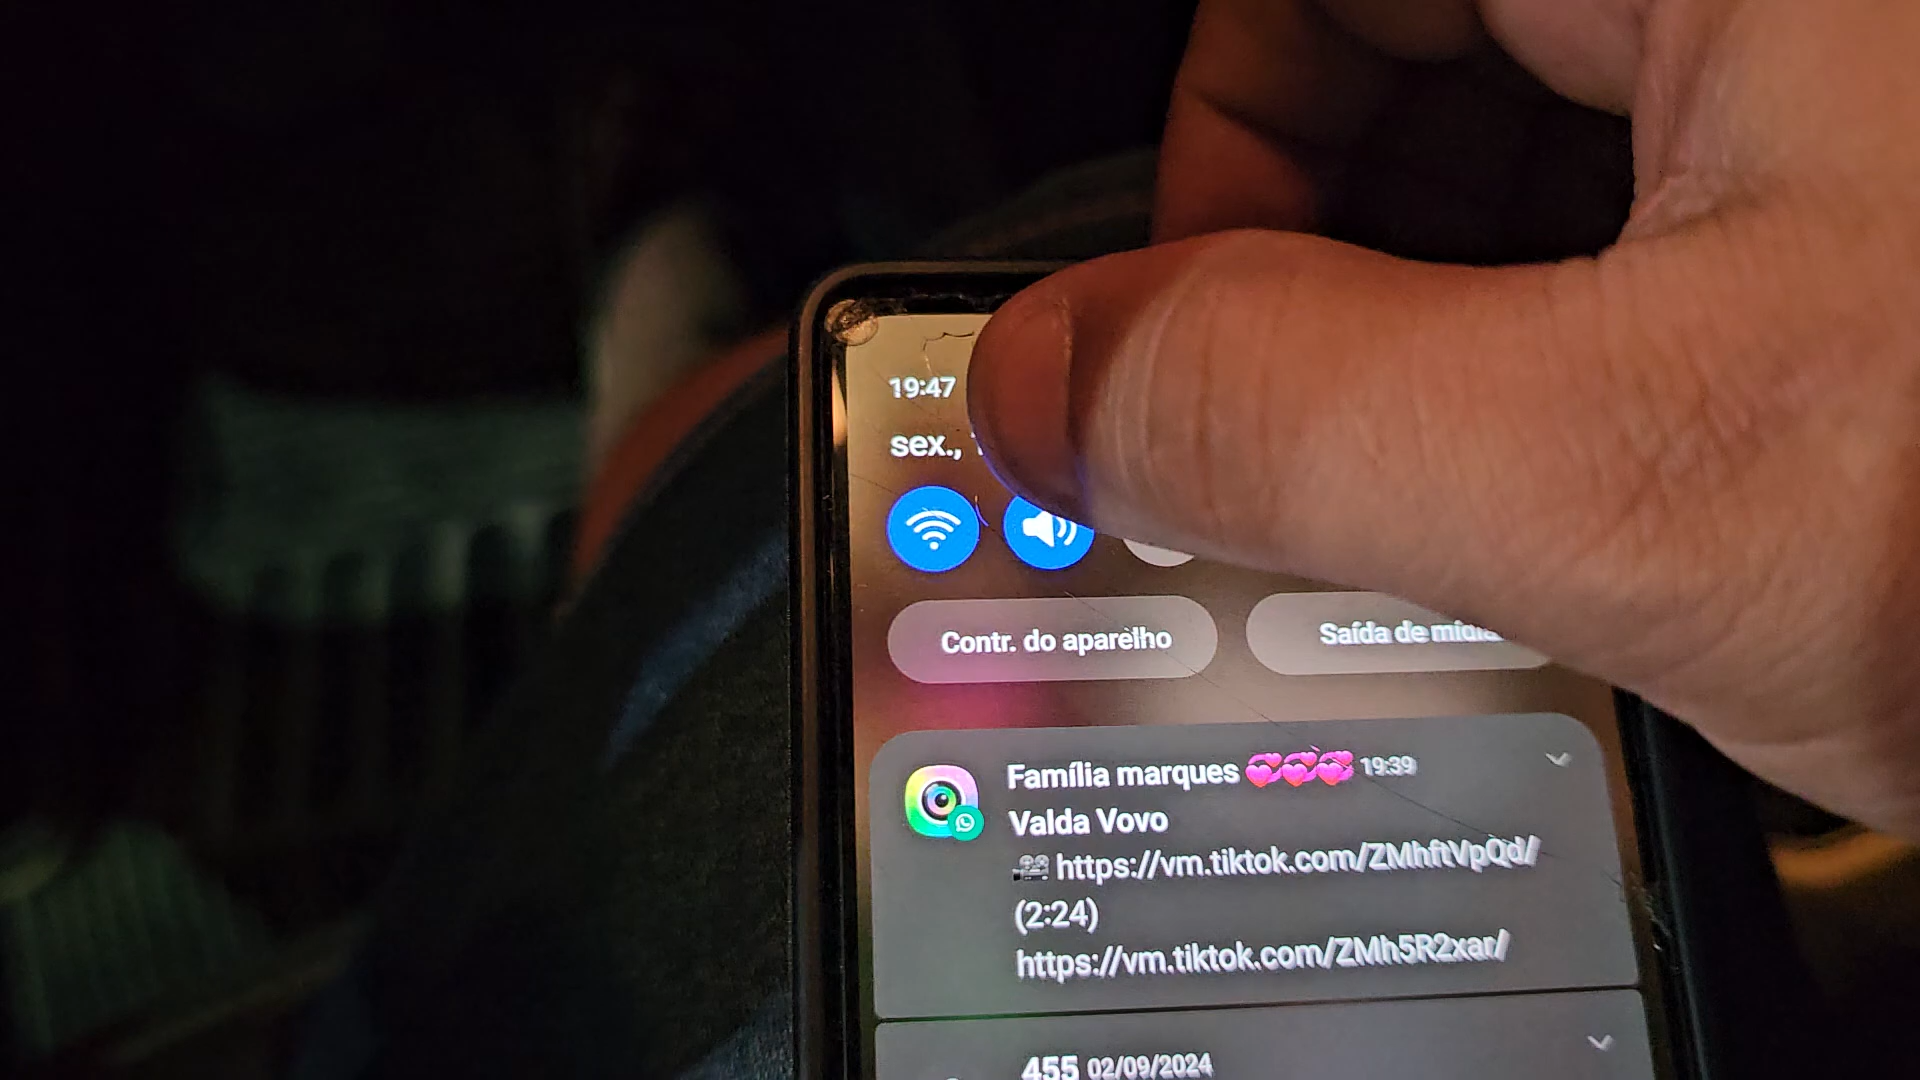 19:47
sex.,
Contr. do aparelho
Saída de mídia
Família marques 💞💞💞 19:39
Valda Vovo
🎥 https://vm.tiktok.com/ZMhftVpQd/
(2:24)
https://vm.tiktok.com/ZMh5R2xar/
455 02/09/2024